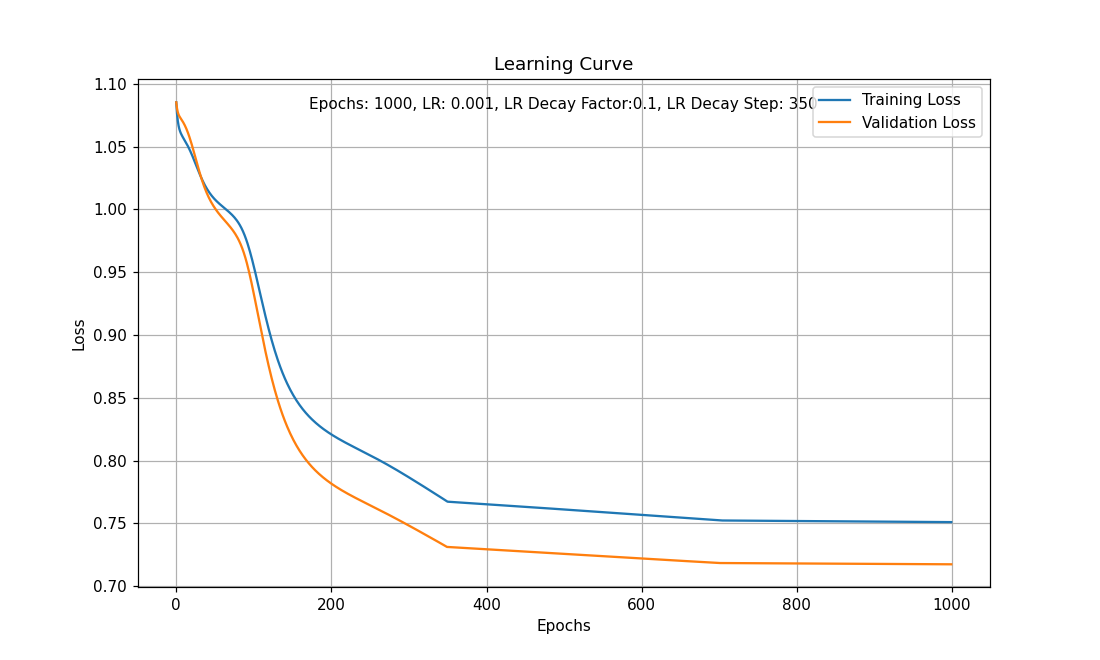 Learning Curve
Epochs: 1000, LR: 0.001, LR Decay Factor:0.1, LR Decay Step: 350
Training Loss
Validation Loss
1.10
1.05
1.00
0.95
0.90
0.85
0.80
0.75
0.70
Loss
0 200 400 600 800 1000
Epochs